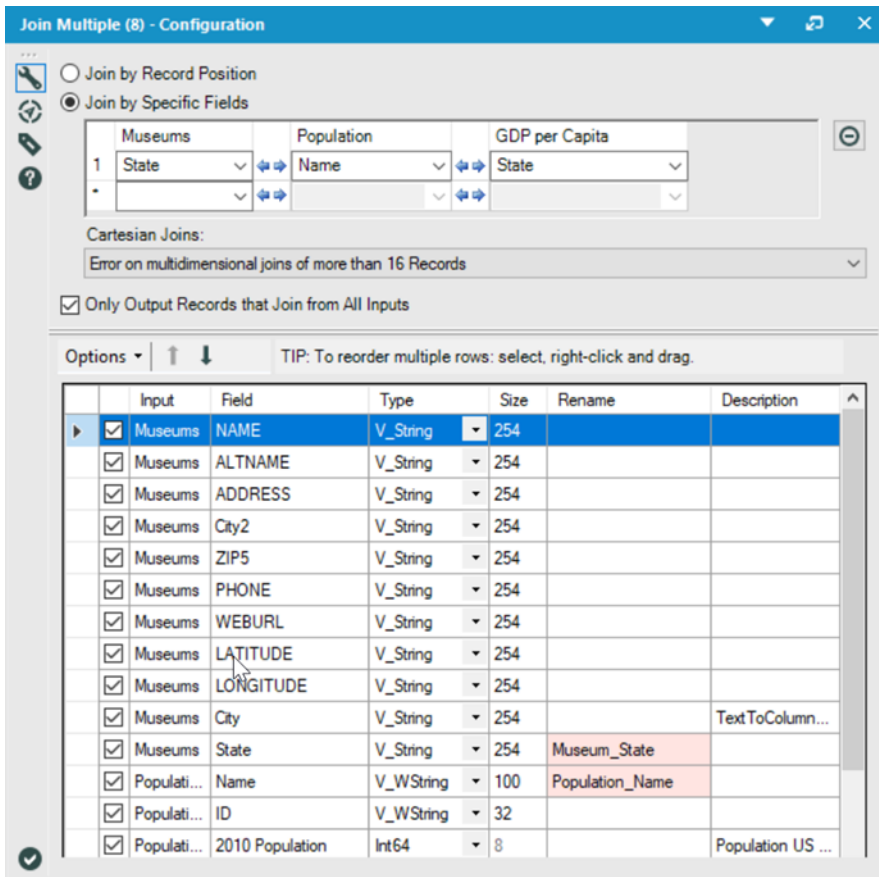 Join Multiple (8) - Configuration
Join by Record Position
Join by Specific Fields
Museums Population GDP per Capita
1 State Name State
*
Cartesian Joins:
Error on multidimensional joins of more than 16 Records
Only Output Records that Join from All Inputs
Options TIP: To reorder multiple rows: select, right-click and drag.
Input Field Type Size Rename Description
Museums NAME V_String 254
Museums ALTNAME V_String 254
Museums ADDRESS V_String 254
Museums City2 V_String 254
Museums ZIP5 V_String 254
Museums PHONE V_String 254
Museums WEBURL V_String 254
Museums LATITUDE V_String 254
Museums LONGITUDE V_String 254
Museums City V_String 254 TextToColumn...
Museums State V_String 254 Museum_State
Populati... Name V_WString 100 Population_Name
Populati... ID V_WString 32
Populati... 2010 Population Int64 8 Population US ...